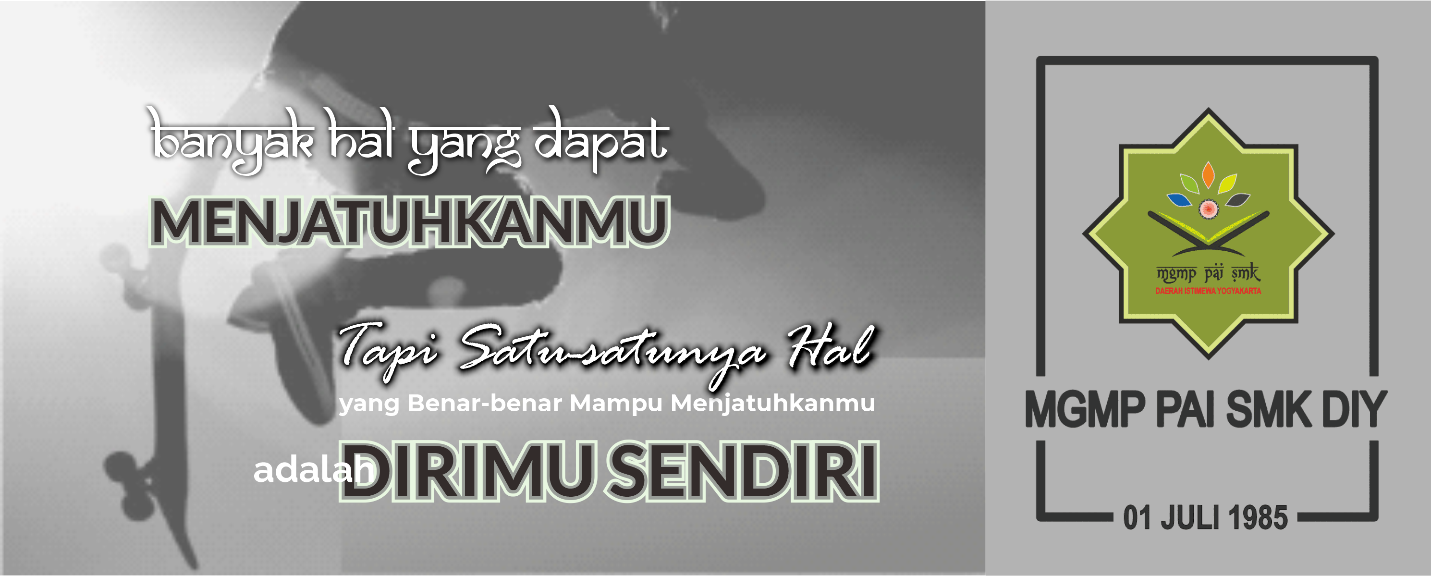 banyak hal yang dapat
MENJATUHKANMU
Tapi Satu-satunya Hal
yang Benar-benar Mampu Menjatuhkanmu
adalah DIRIMU SENDIRI
mgmp pai smk
DAERAH ISTIMEWA YOGYAKARTA
MGMP PAI SMK DIY
01 JULI 1985